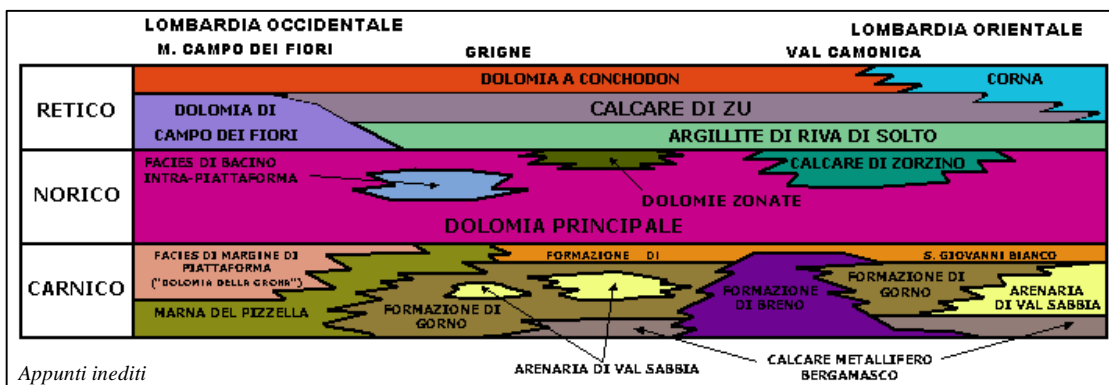 LOMBARDIA OCCIDENTALE
LOMBARDIA ORIENTALE
M. CAMPO DEI FIORI
GRIGNE
VAL CAMONICA
RETICO
DOLOMIA A CONCHODON
CORNA
DOLOMIA DI
CAMPO DEI FIORI
CALCARE DI ZU
ARGILLITE DI RIVA DI SOLTO
NORICO
FACIES DI BACINO
INTRA-PIATTAFORMA
CALCARE DI ZORZINO
DOLOMIE ZONATE
DOLOMIA PRINCIPALE
CARNICO
FACIES DI MARGINE DI
PIATTAFORMA
("DOLOMIA DELLA GROHA")
MARNA DEL PIZZELLA
FORMAZIONE DI
S. GIOVANNI BIANCO
FORMAZIONE DI
GORNO
FORMAZIONE
DI BRENO
FORMAZIONE DI
GORNO
ARENARIA
DI VAL SABBIA
ARENARIA DI VAL SABBIA
CALCARE METALLIFERO
BERGAMASCO
Appunti inediti